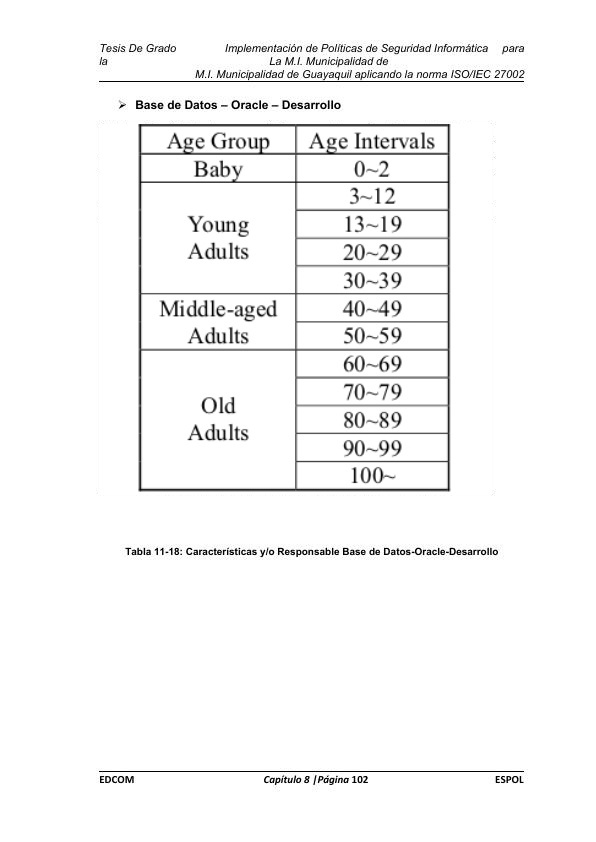 Tesis De Grado Implementación de Políticas de Seguridad Informática para
la La M.I. Municipalidad de
M.I. Municipalidad de Guayaquil aplicando la norma ISO/IEC 27002
➢ Base de Datos – Oracle – Desarrollo
Age Group Age Intervals
Baby 0~2
Young Adults 3~12
13~19
20~29
30~39
Middle-aged Adults 40~49
50~59
Old Adults 60~69
70~79
80~89
90~99
100~
Tabla 11-18: Características y/o Responsable Base de Datos-Oracle-Desarrollo
EDCOM Capítulo 8 |Página 102 ESPOL